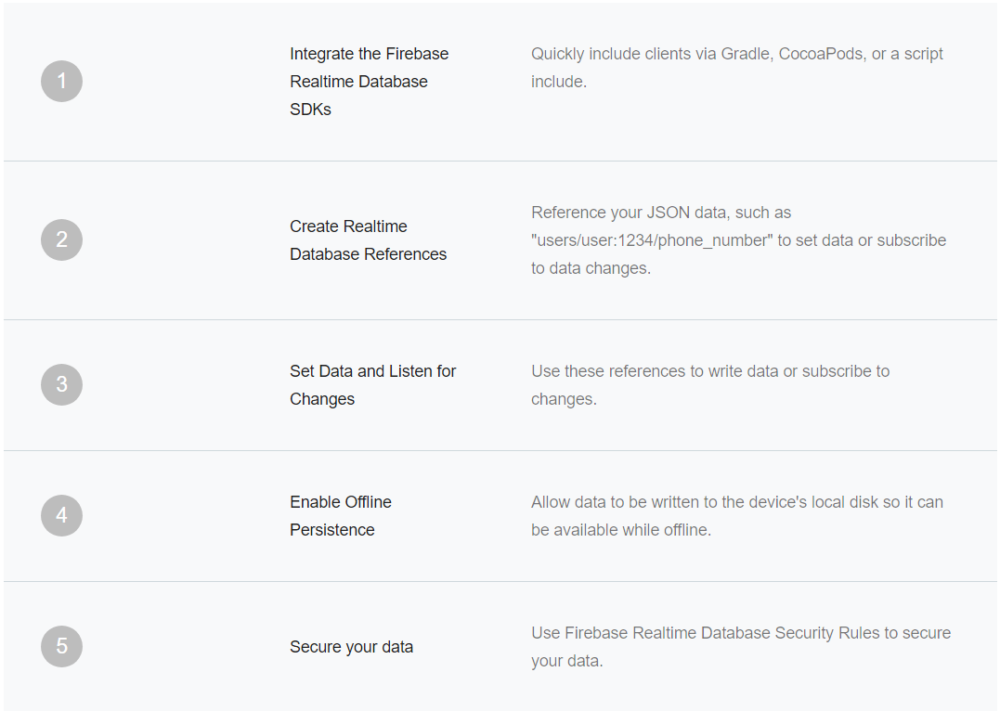 1
Integrate the Firebase
Realtime Database
SDKs
Quickly include clients via Gradle, CocoaPods, or a script
include.
2
Create Realtime
Database References
Reference your JSON data, such as
"users/user:1234/phone_number" to set data or subscribe
to data changes.
3
Set Data and Listen for
Changes
Use these references to write data or subscribe to
changes.
4
Enable Offline
Persistence
Allow data to be written to the device's local disk so it can
be available while offline.
5
Secure your data
Use Firebase Realtime Database Security Rules to secure
your data.